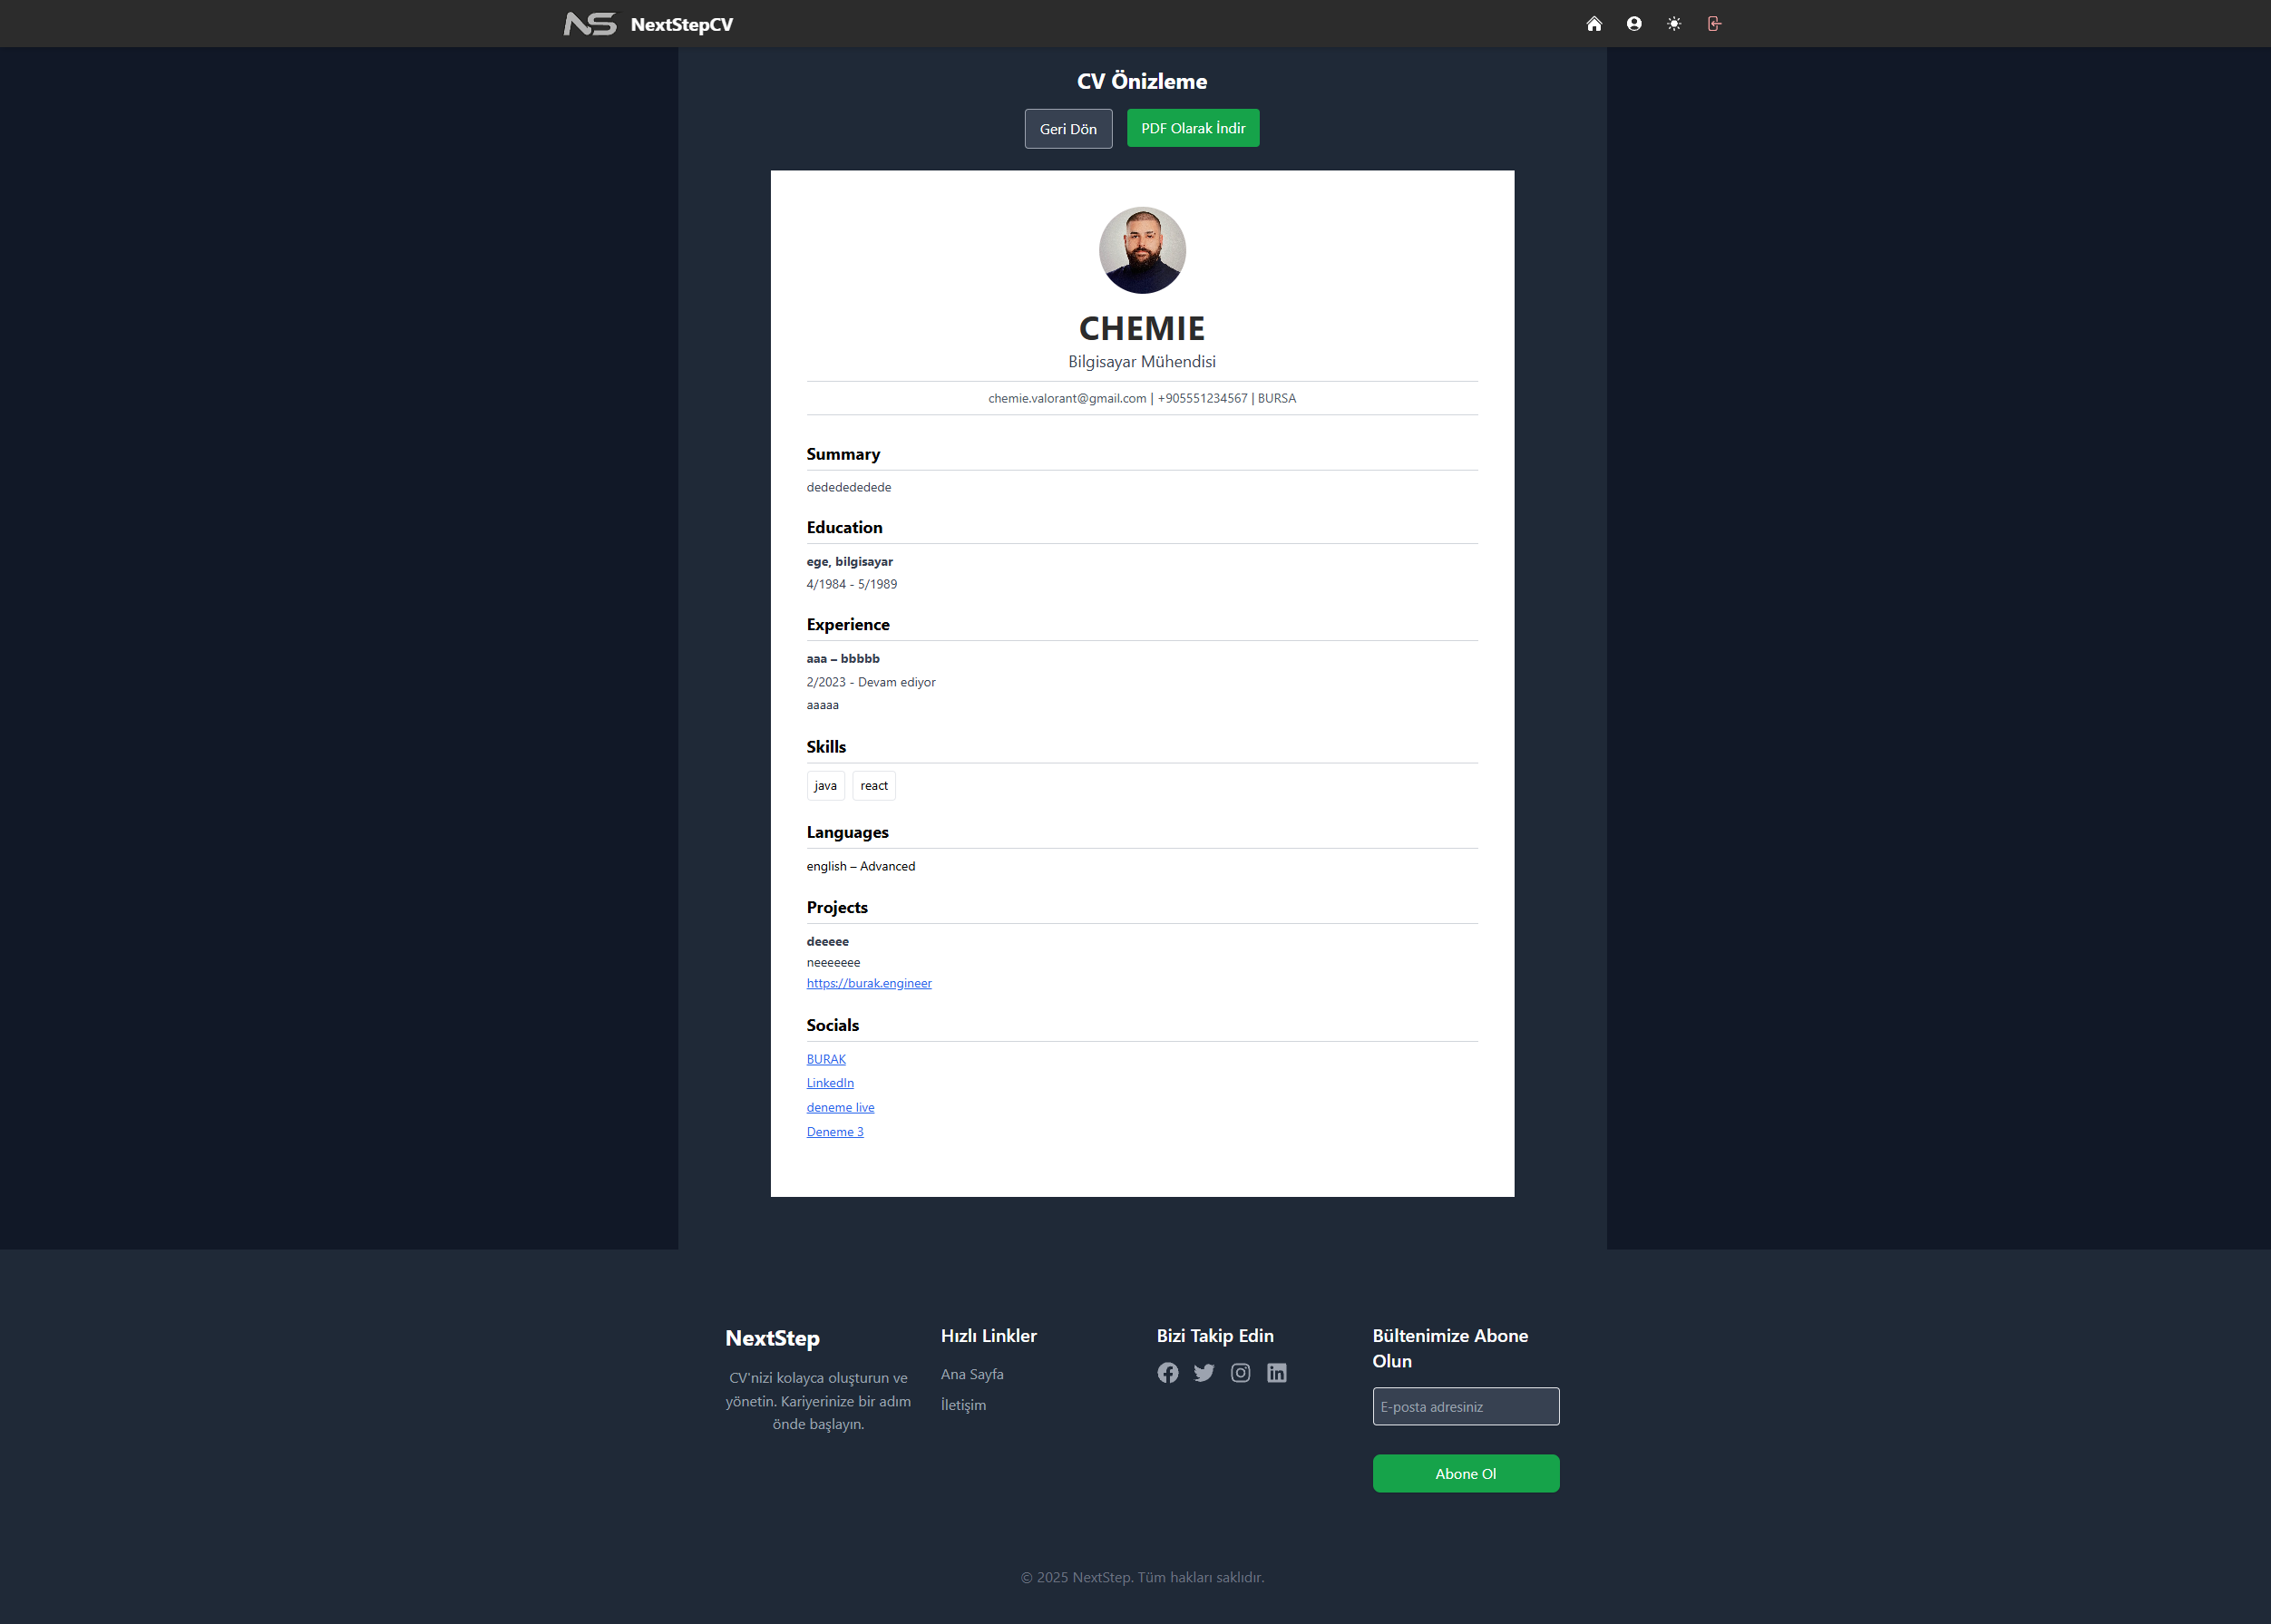 NS NextStepCV
CV Önizleme
Geri Dön PDF Olarak İndir
CHEMIE
Bilgisayar Mühendisi
chemie.valorant@gmail.com | +905551234567 | BURSA
Summary
dededededede
Education
ege, bilgisayar
4/1984 - 5/1989
Experience
aaa – bbbbb
2/2023 - Devam ediyor
aaaaa
Skills
java react
Languages
english – Advanced
Projects
deeeee
neeeeeee
https://burak.engineer
Socials
BURAK
LinkedIn
deneme live
Deneme 3
NextStep
CV'nizi kolayca oluşturun ve
yönetin. Kariyerinize bir adım
önde başlayın.
Hızlı Linkler
Ana Sayfa
İletişim
Bizi Takip Edin
Bültenimize Abone
Olun
E-posta adresiniz
Abone Ol
© 2025 NextStep. Tüm hakları saklıdır.